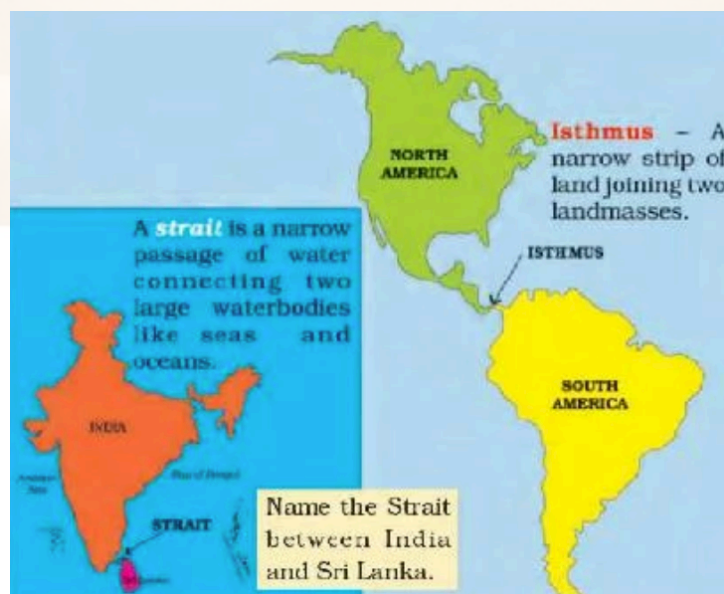 Isthmus – A
narrow strip of
land joining two
landmasses.
NORTH
AMERICA
ISTHMUS
SOUTH
AMERICA
A strait is a narrow
passage of water
connecting two
large waterbodies
like seas and
oceans.
INDIA
Bay of Bengal
STRAIT
Name the Strait
between India
and Sri Lanka.